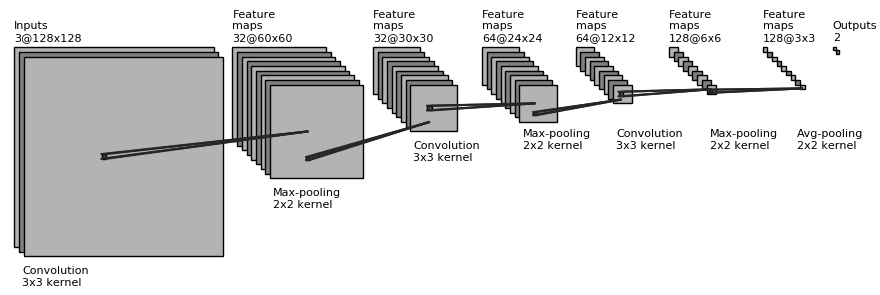 Inputs
3@128x128
Feature
maps
32@60x60
Feature
maps
32@30x30
Feature
maps
64@24x24
Feature
maps
64@12x12
Feature
maps
128@6x6
Feature
maps
128@3x3
Outputs
2
Convolution
3x3 kernel
Max-pooling
2x2 kernel
Convolution
3x3 kernel
Max-pooling
2x2 kernel
Convolution
3x3 kernel
Max-pooling
2x2 kernel
Avg-pooling
2x2 kernel